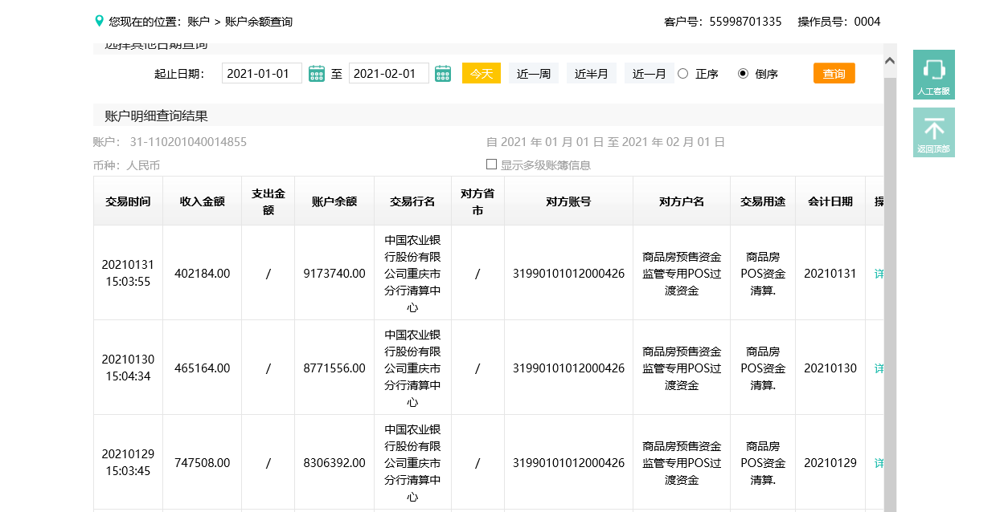 您现在的位置：账户 > 账户余额查询
客户号：55998701335 操作员号：0004
选择其他日期查询
起止日期： 2021-01-01 至 2021-02-01 今天 近一周 近半月 近一月 正序 倒序 查询
人工客服
返回顶部
账户明细查询结果
账户： 31-110201040014855 自 2021 年 01 月 01 日 至 2021 年 02 月 01 日
币种：人民币 显示多级账簿信息
交易时间 收入金额 支出金额 账户余额 交易行名 对方省市 对方账号 对方户名 交易用途 会计日期 操
20210131 15:03:55 402184.00 / 9173740.00 中国农业银行股份有限公司重庆市分行清算中心 / 31990101012000426 商品房预售资金监管专用POS过渡资金 商品房POS资金清算. 20210131 详
20210130 15:04:34 465164.00 / 8771556.00 中国农业银行股份有限公司重庆市分行清算中心 / 31990101012000426 商品房预售资金监管专用POS过渡资金 商品房POS资金清算. 20210130 详
20210129 15:03:45 747508.00 / 8306392.00 中国农业银行股份有限公司重庆市分行清算中心 / 31990101012000426 商品房预售资金监管专用POS过渡资金 商品房POS资金清算. 20210129 详